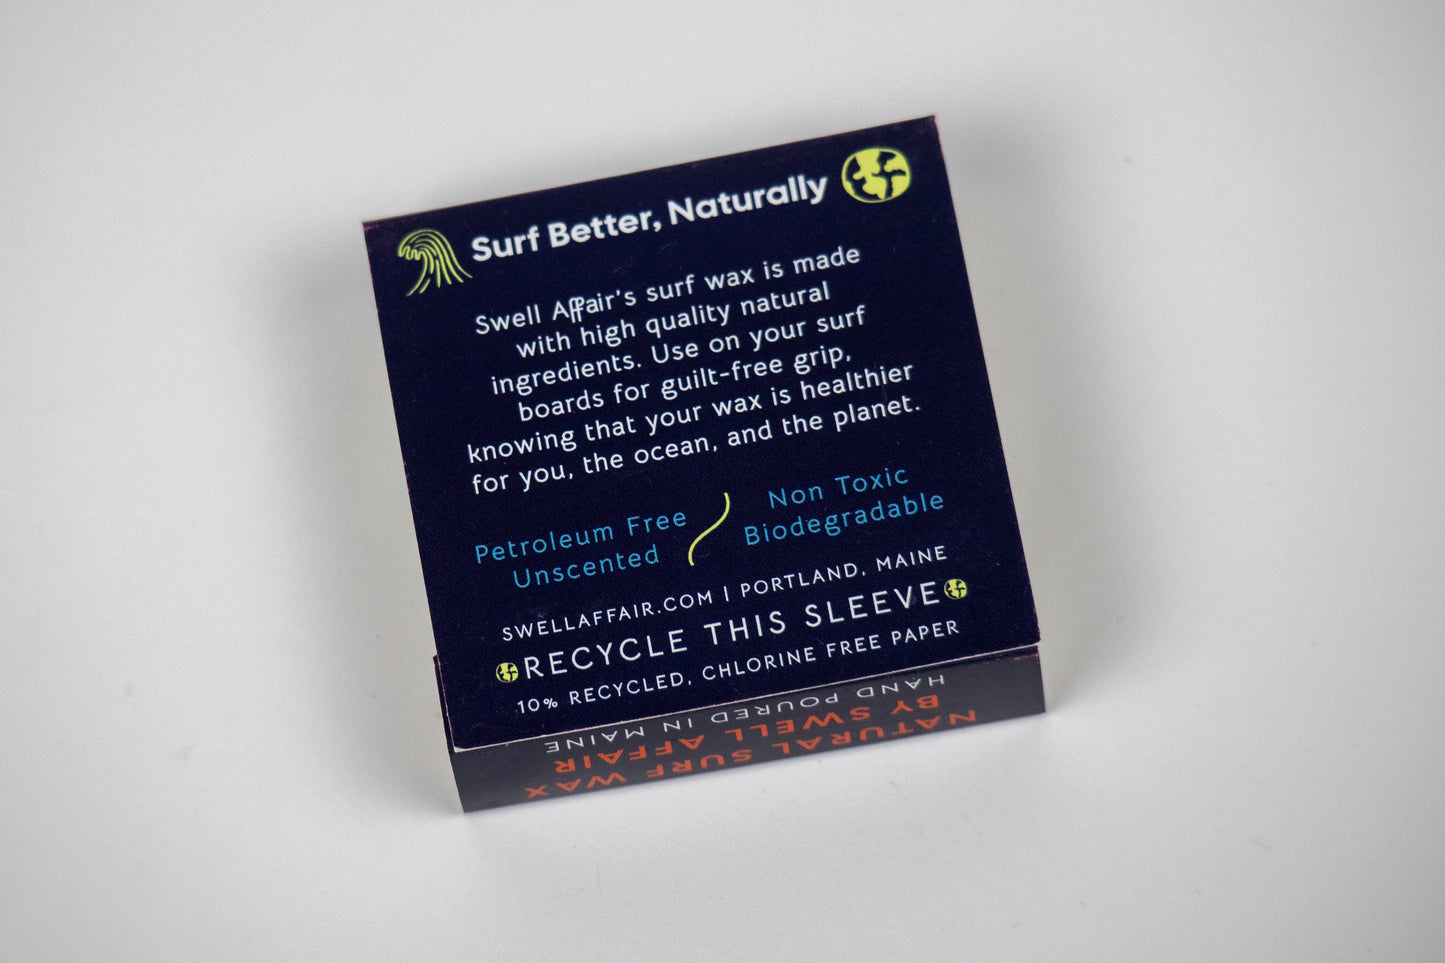 Surf Better, Naturally
Swell Affair's surf wax is made
with high quality natural
ingredients. Use on your surf
boards for guilt-free grip,
knowing that your wax is healthier
for you, the ocean, and the planet.
Petroleum Free
Unscented
Non Toxic
Biodegradable
SWELLAFFAIR.COM | PORTLAND, MAINE
RECYCLE THIS SLEEVE
10% RECYCLED, CHLORINE FREE PAPER
NATURAL SURF WAX
BY SWELL AFFAIR
HAND POURED IN MAINE